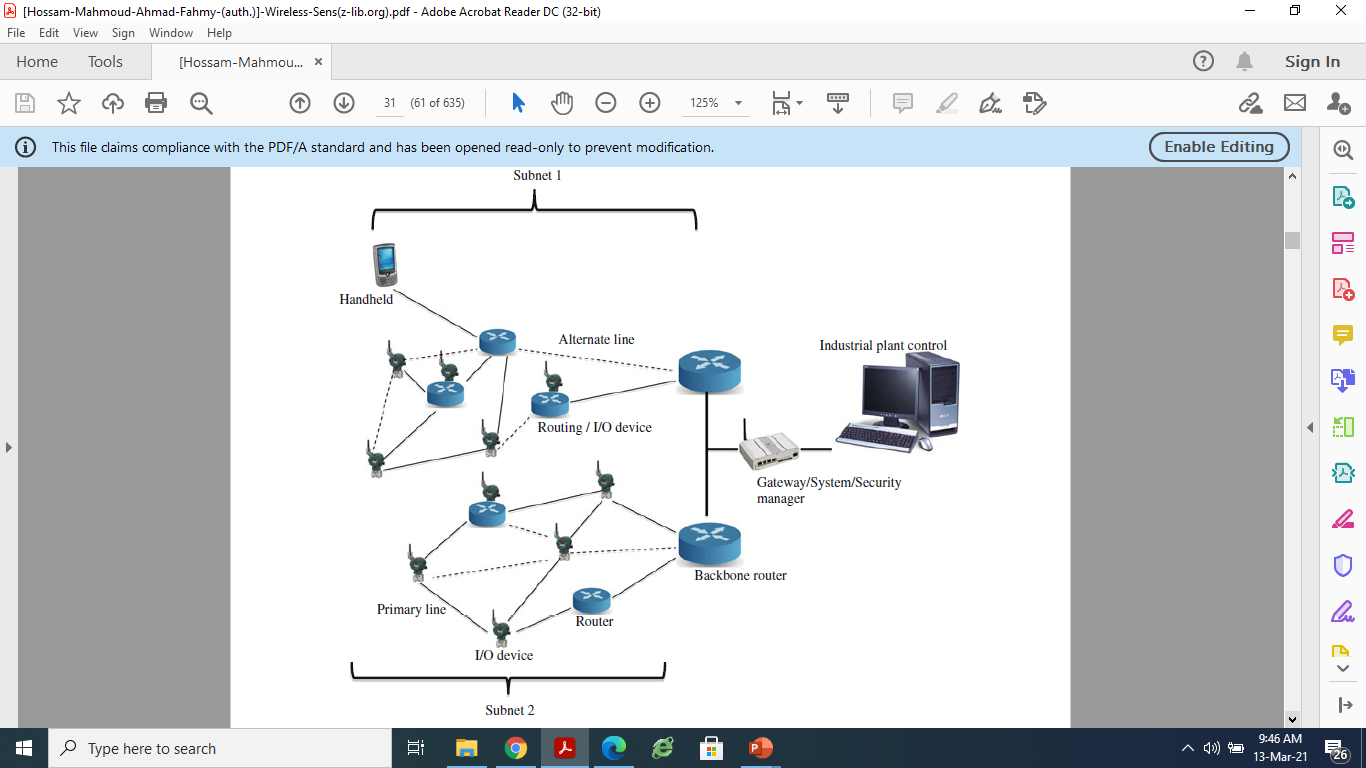 [Hossam-Mahmoud-Ahmad-Fahmy-(auth.)]-Wireless-Sens(z-lib.org).pdf - Adobe Acrobat Reader DC (32-bit)
File Edit View Sign Window Help
Home Tools [Hossam-Mahmou... × Sign In
31 (61 of 635) 125%
This file claims compliance with the PDF/A standard and has been opened read-only to prevent modification. Enable Editing
Subnet 1
Handheld
Alternate line
Industrial plant control
Routing / I/O device
Gateway/System/Security
manager
Backbone router
Primary line
Router
I/O device
Subnet 2
Type here to search
9:46 AM
13-Mar-21
26